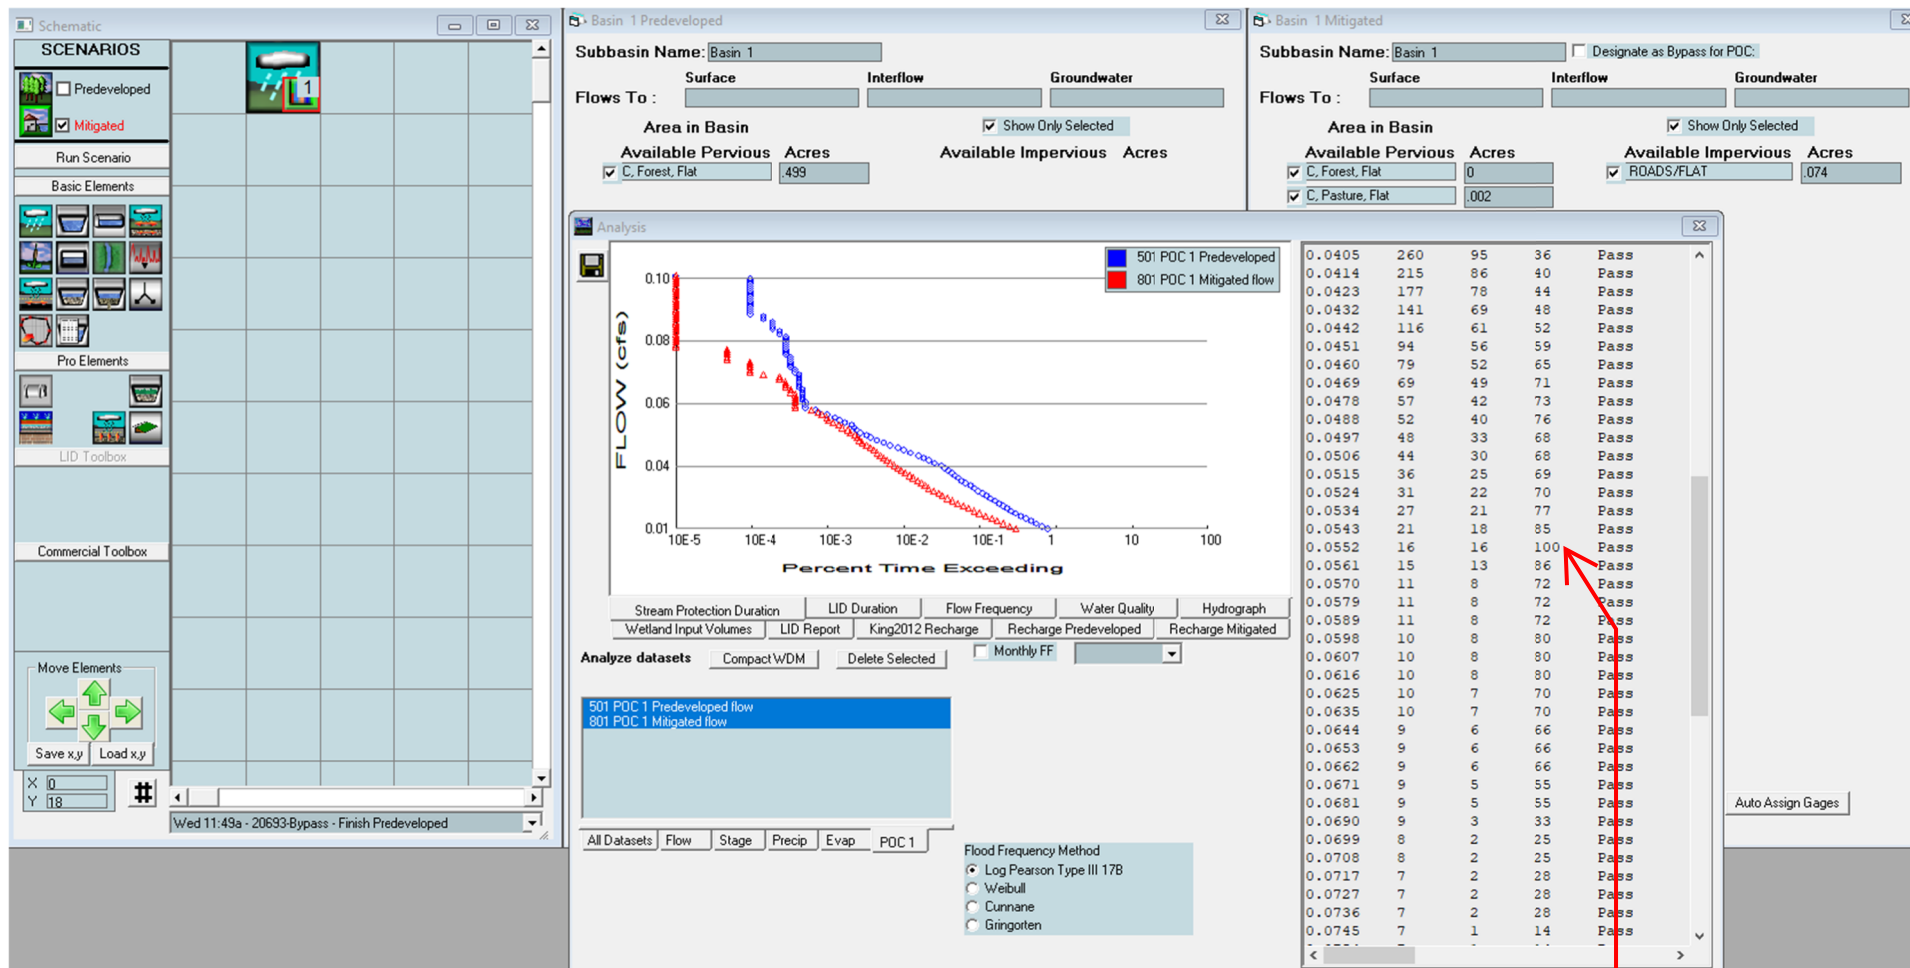 Schematic
SCENARIOS
Predeveloped
Mitigated
Run Scenario
Basic Elements
Pro Elements
LID Toolbox
Commercial Toolbox
Move Elements
Save x,y Load x,y
X 0
Y 18
#
1
Wed 11:49a - 20693-Bypass - Finish Predeveloped
Basin 1 Predeveloped
Subbasin Name: Basin 1
Surface Interflow Groundwater
Flows To :
Area in Basin Show Only Selected
Available Pervious Acres Available Impervious Acres
C, Forest, Flat .499
Basin 1 Mitigated
Subbasin Name: Basin 1 Designate as Bypass for POC:
Surface Interflow Groundwater
Flows To :
Area in Basin Show Only Selected
Available Pervious Acres Available Impervious Acres
C, Forest, Flat 0 ROADS/FLAT .074
C, Pasture, Flat .002
Analysis
501 POC 1 Predeveloped
801 POC 1 Mitigated flow
FLOW (cfs)
0.10
0.08
0.06
0.04
0.01
10E-5 10E-4 10E-3 10E-2 10E-1 1 10 100
Percent Time Exceeding
Stream Protection Duration LID Duration Flow Frequency Water Quality Hydrograph
Wetland Input Volumes LID Report King2012 Recharge Recharge Predeveloped Recharge Mitigated
Analyze datasets Compact WDM Delete Selected Monthly FF
501 POC 1 Predeveloped flow
801 POC 1 Mitigated flow
All Datasets Flow Stage Precip Evap POC 1
Flood Frequency Method
Log Pearson Type III 17B
Weibull
Cunnane
Gringorten
0.0405 260 95 36 Pass
0.0414 215 86 40 Pass
0.0423 177 78 44 Pass
0.0432 141 69 48 Pass
0.0442 116 61 52 Pass
0.0451 94 56 59 Pass
0.0460 79 52 65 Pass
0.0469 69 49 71 Pass
0.0478 57 42 73 Pass
0.0488 52 40 76 Pass
0.0497 48 33 68 Pass
0.0506 44 30 68 Pass
0.0515 36 25 69 Pass
0.0524 31 22 70 Pass
0.0534 27 21 77 Pass
0.0543 21 18 85 Pass
0.0552 16 16 100 Pass
0.0561 15 13 86 Pass
0.0570 11 8 72 Pass
0.0579 11 8 72 Pass
0.0589 11 8 72 Pass
0.0598 10 8 80 Pass
0.0607 10 8 80 Pass
0.0616 10 8 80 Pass
0.0625 10 7 70 Pass
0.0635 10 7 70 Pass
0.0644 9 6 66 Pass
0.0653 9 6 66 Pass
0.0662 9 6 66 Pass
0.0671 9 5 55 Pass
0.0681 9 5 55 Pass
0.0690 9 3 33 Pass
0.0699 8 2 25 Pass
0.0708 8 2 25 Pass
0.0717 7 2 28 Pass
0.0727 7 2 28 Pass
0.0736 7 2 28 Pass
0.0745 7 1 14 Pass
Auto Assign Gages